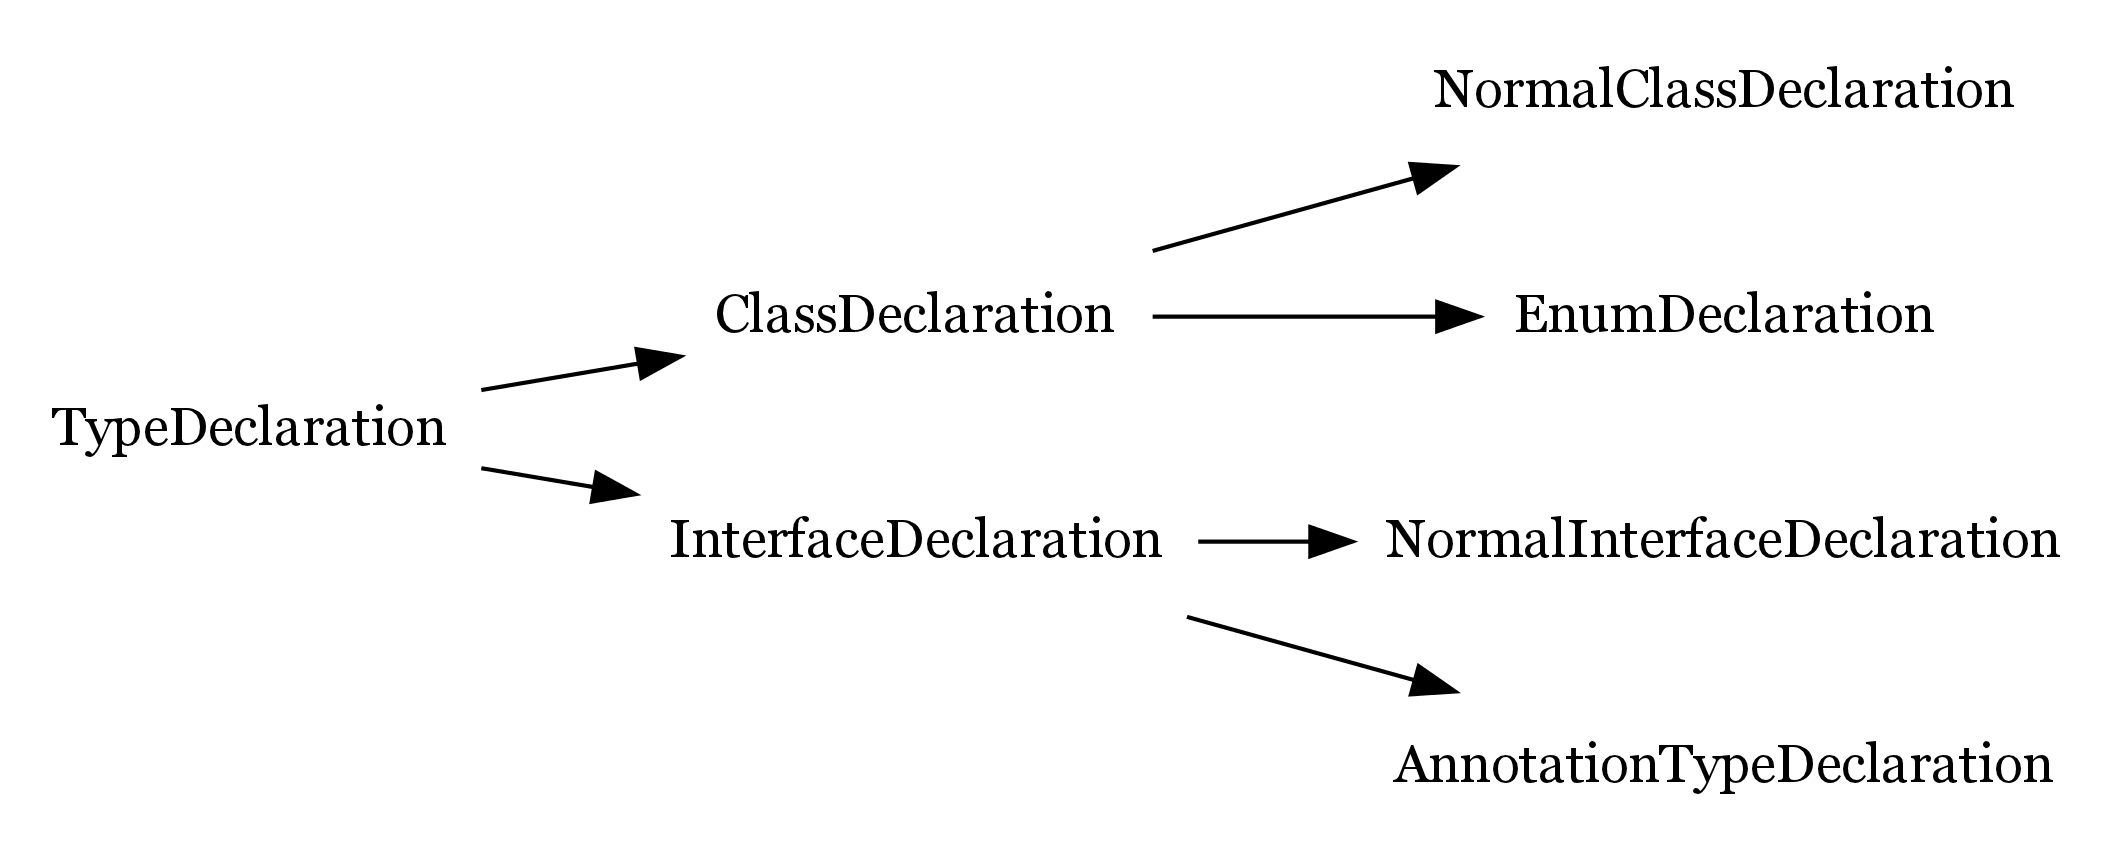 NormalClassDeclaration
ClassDeclaration
EnumDeclaration
TypeDeclaration
InterfaceDeclaration
NormalInterfaceDeclaration
AnnotationTypeDeclaration